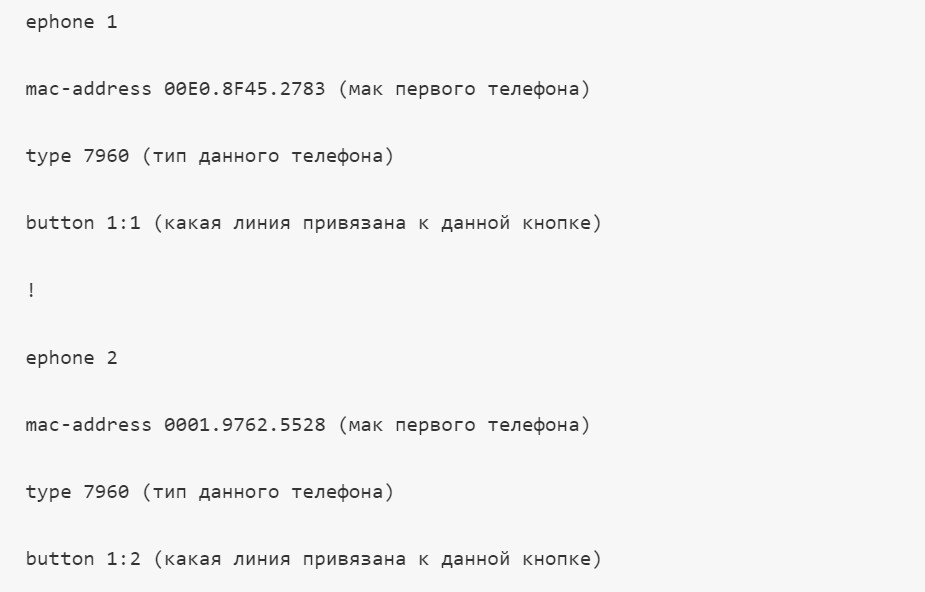 ephone 1
mac-address 00E0.8F45.2783 (мак первого телефона)
type 7960 (тип данного телефона)
button 1:1 (какая линия привязана к данной кнопке)
!
ephone 2
mac-address 0001.9762.5528 (мак первого телефона)
type 7960 (тип данного телефона)
button 1:2 (какая линия привязана к данной кнопке)